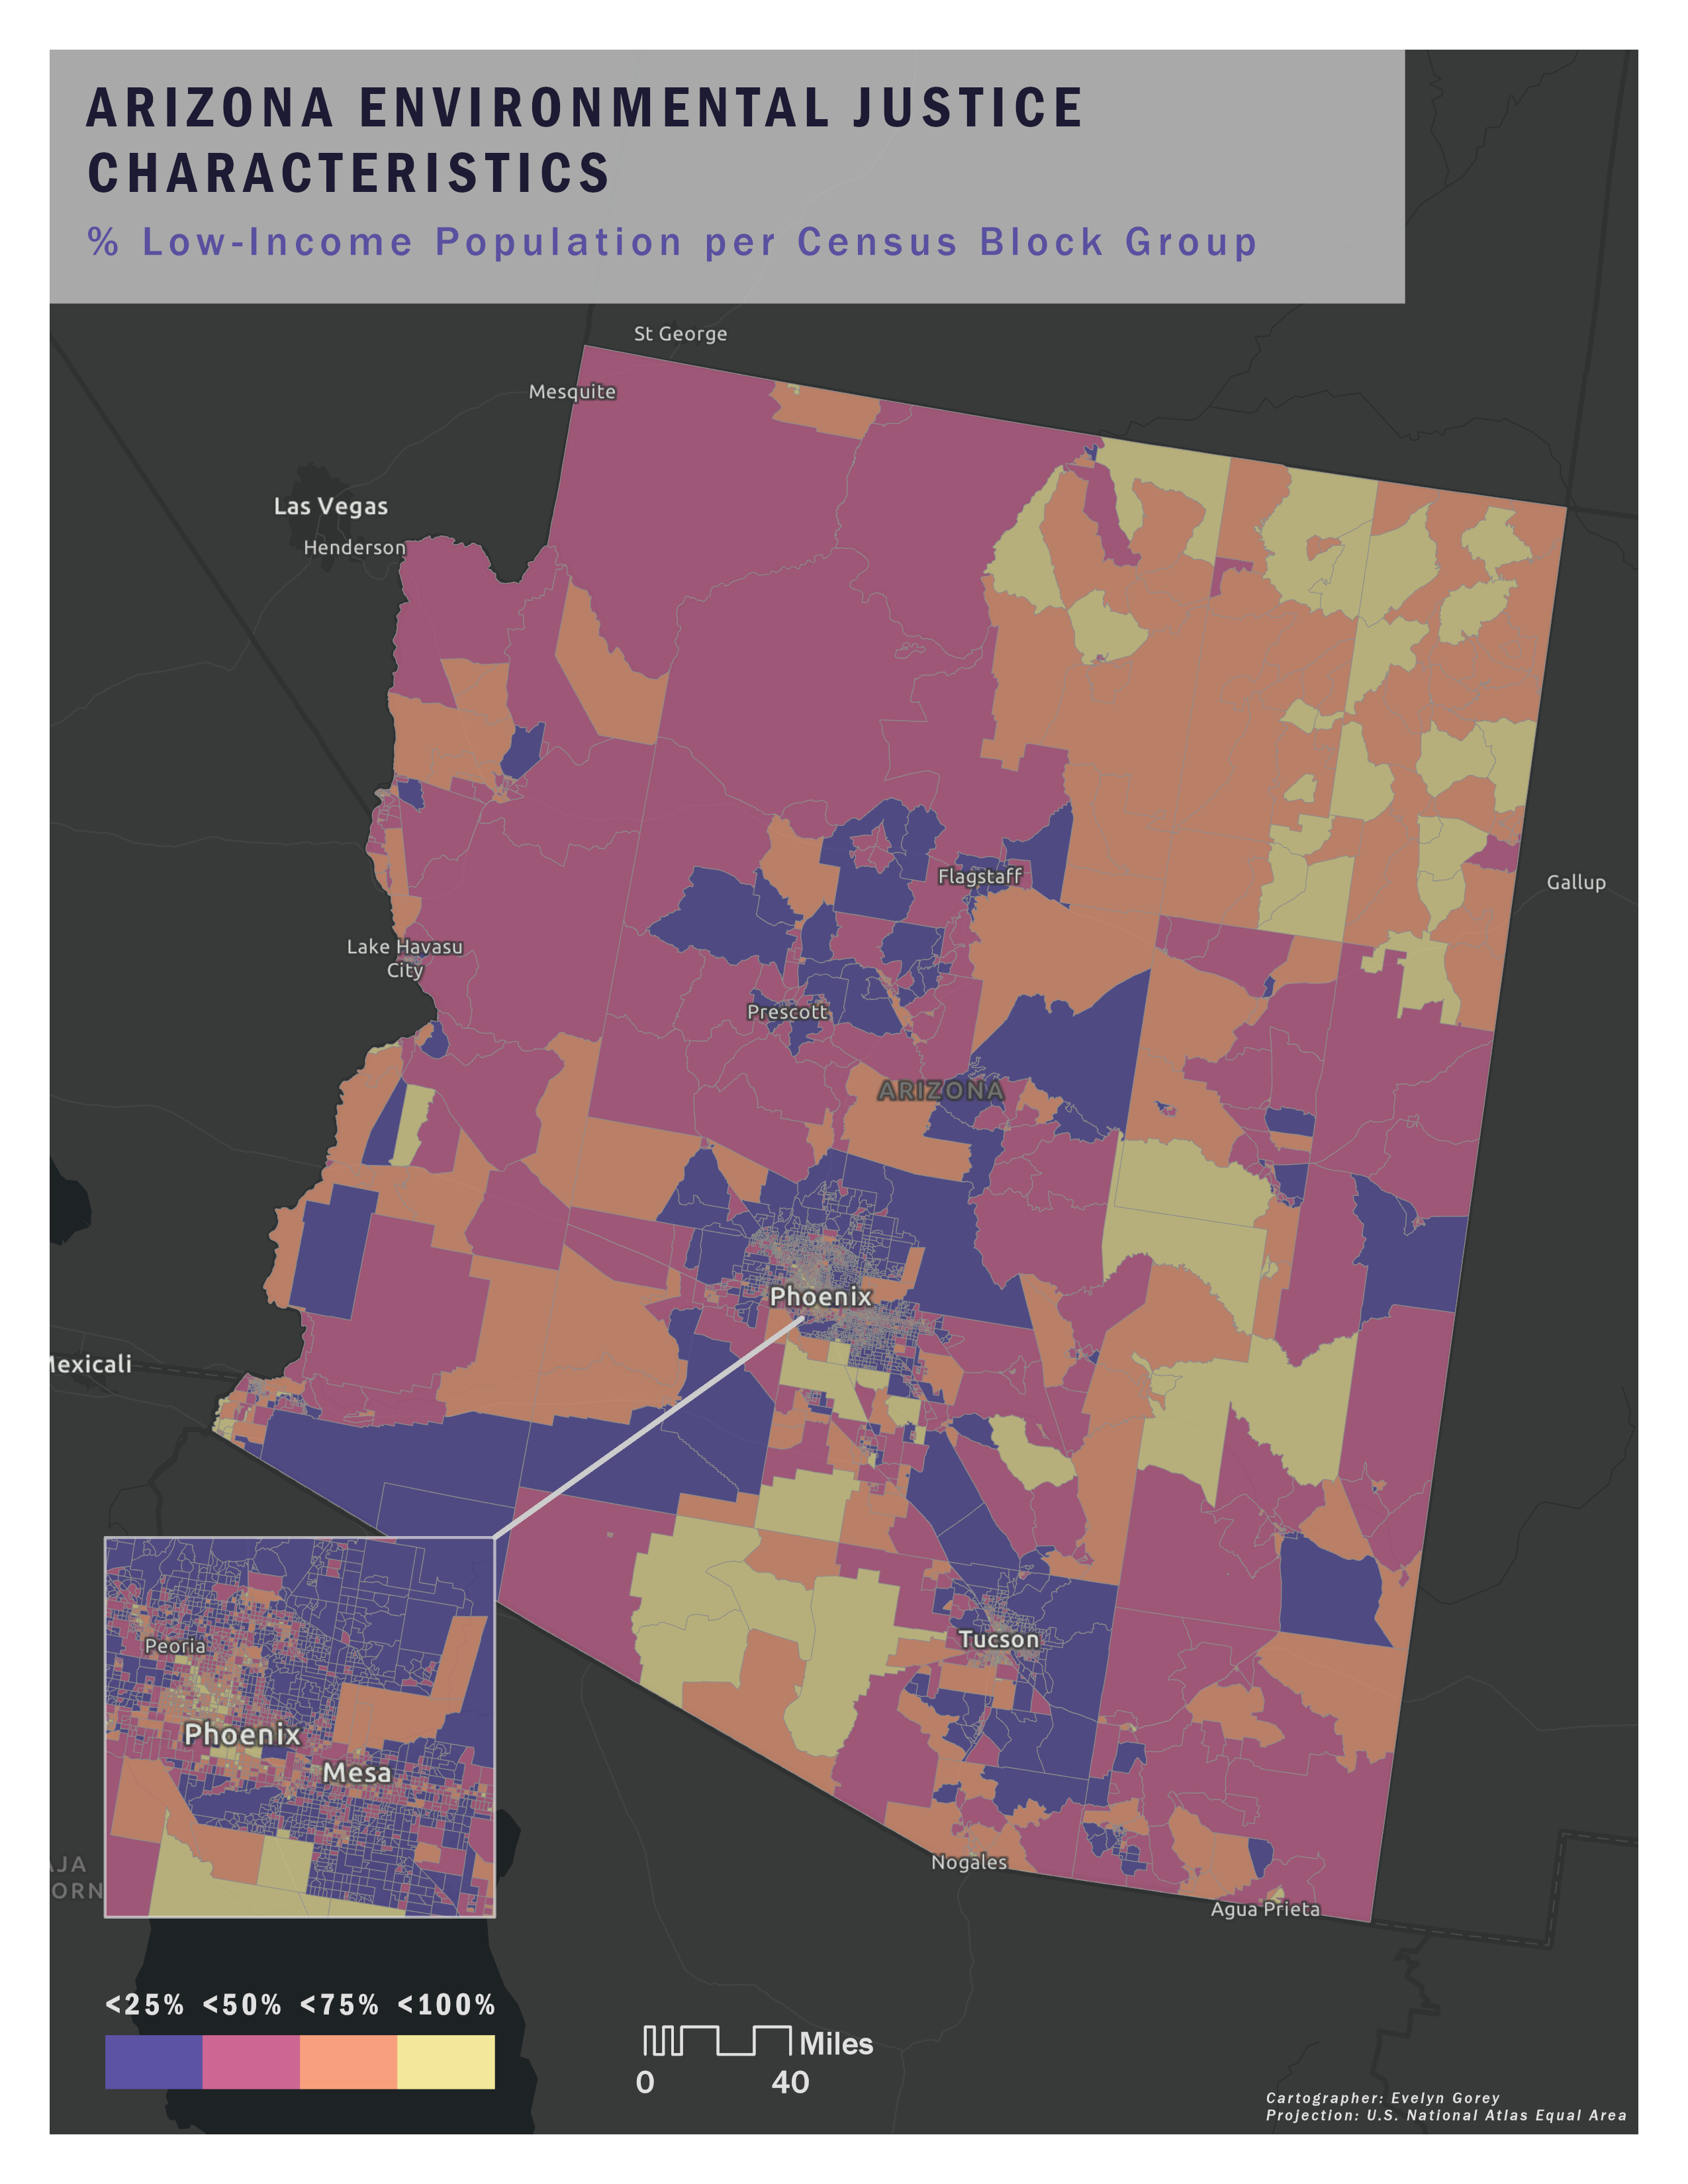 ARIZONA ENVIRONMENTAL JUSTICE
CHARACTERISTICS
% Low-Income Population per Census Block Group
St George
Mesquite
Las Vegas
Henderson
Flagstaff
Gallup
Lake Havasu
City
Prescott
ARIZONA
Phoenix
Mexicali
Tucson
Peoria
Phoenix
Mesa
Nogales
AJA
ORN
Agua Prieta
<25% <50% <75% <100%
Miles
0 40
Cartographer: Evelyn Gorey
Projection: U.S. National Atlas Equal Area